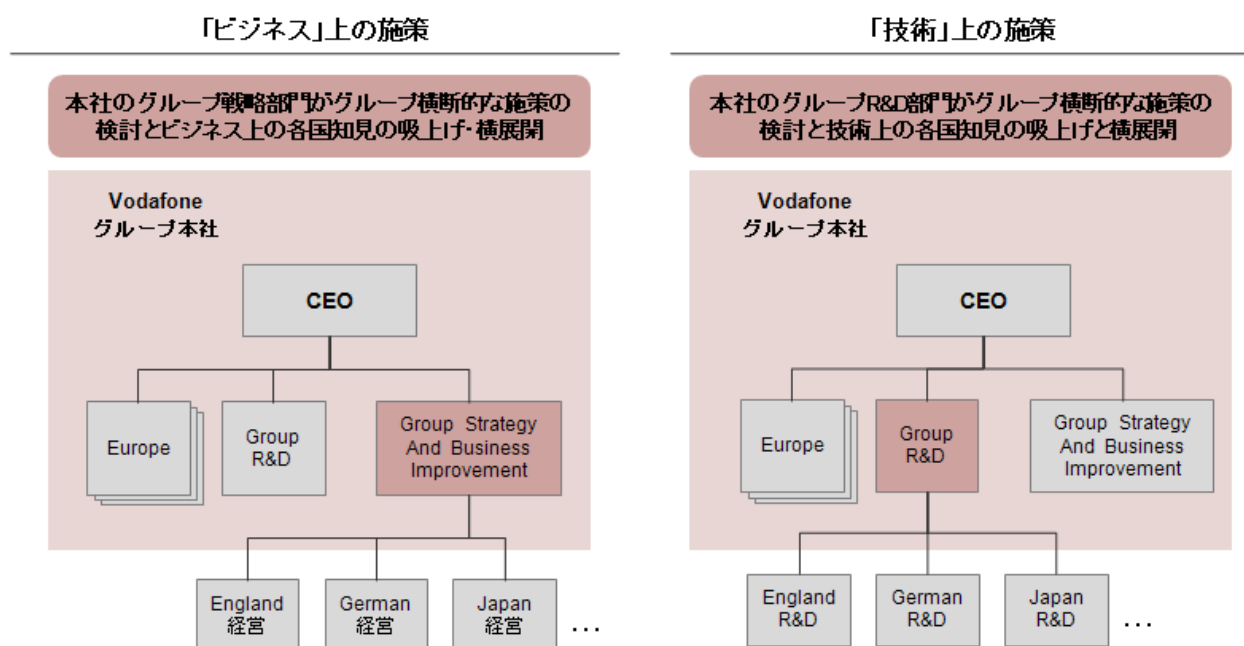 「ビジネス」上の施策
本社のグループ戦略部門がグループ横断的な施策の
検討とビジネス上の各国知見の吸上げ・横展開
Vodafone
グループ本社
CEO
Europe
Group
R&D
Group Strategy
And Business
Improvement
England
経営
German
経営
Japan
経営
...
「技術」上の施策
本社のグループR&D部門がグループ横断的な施策の
検討と技術上の各国知見の吸上げと横展開
Vodafone
グループ本社
CEO
Europe
Group
R&D
Group Strategy
And Business
Improvement
England
R&D
German
R&D
Japan
R&D
...